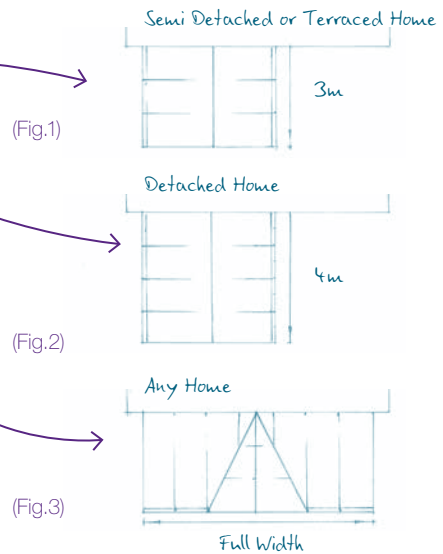 Semi Detached or Terraced Home
3m
(Fig.1)
Detached Home
4m
(Fig.2)
Any Home
(Fig.3)
Full Width